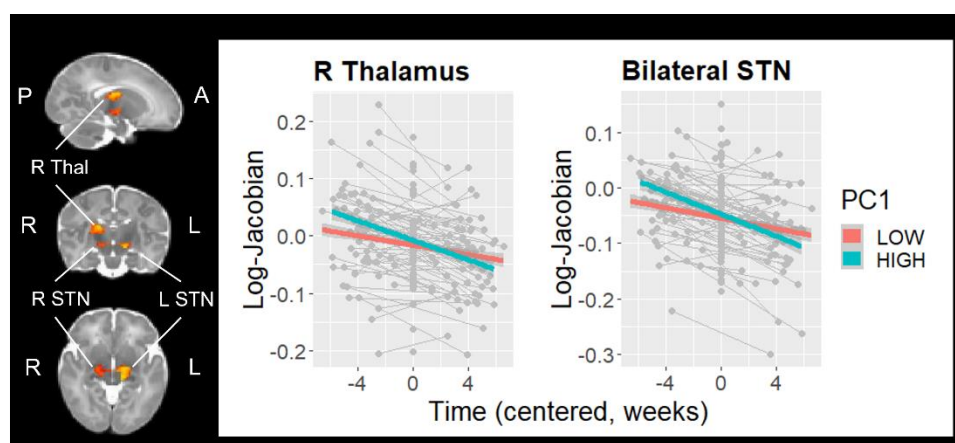 P A
R Thal
R L
R STN L STN
R L
R Thalamus
Log-Jacobian
0.2
0.1
0.0
-0.1
-0.2
-4 0 4
Bilateral STN
Log-Jacobian
0.1
0.0
-0.1
-0.2
-0.3
-4 0 4
Time (centered, weeks)
PC1
LOW
HIGH